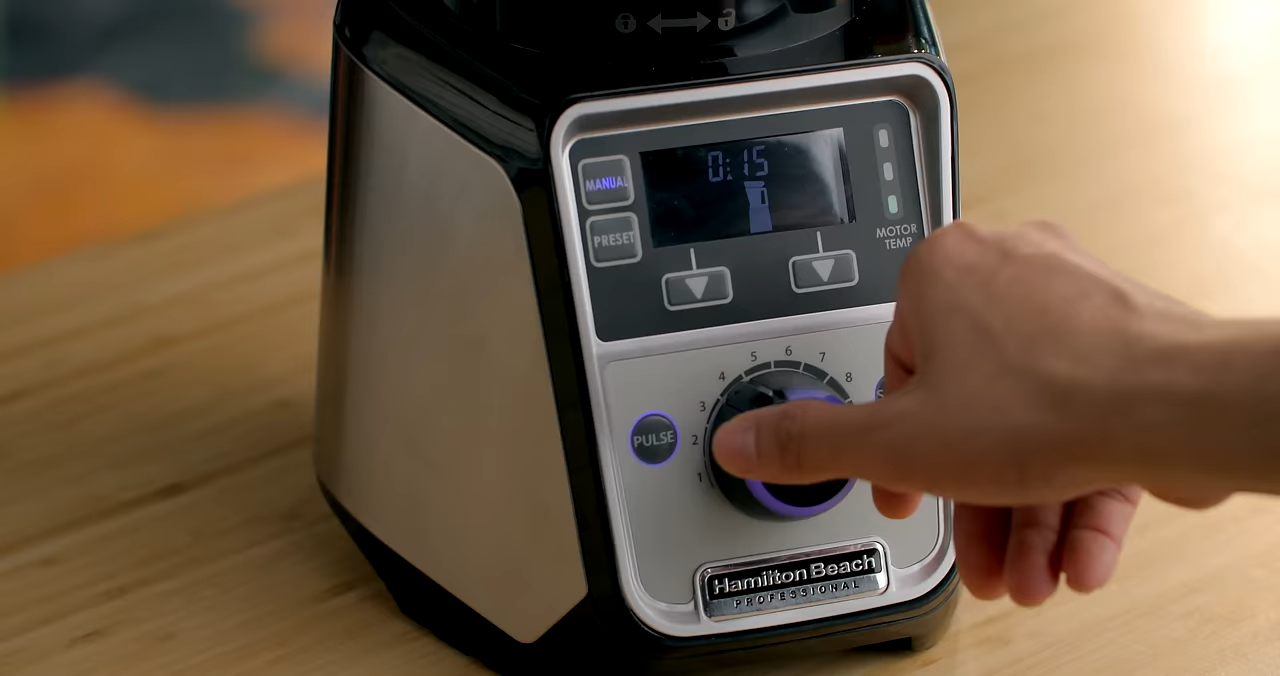 0:15
MANUAL
PRESET
MOTOR
TEMP
1
2
3
4
5
6
7
8
PULSE
Hamilton Beach
PROFESSIONAL